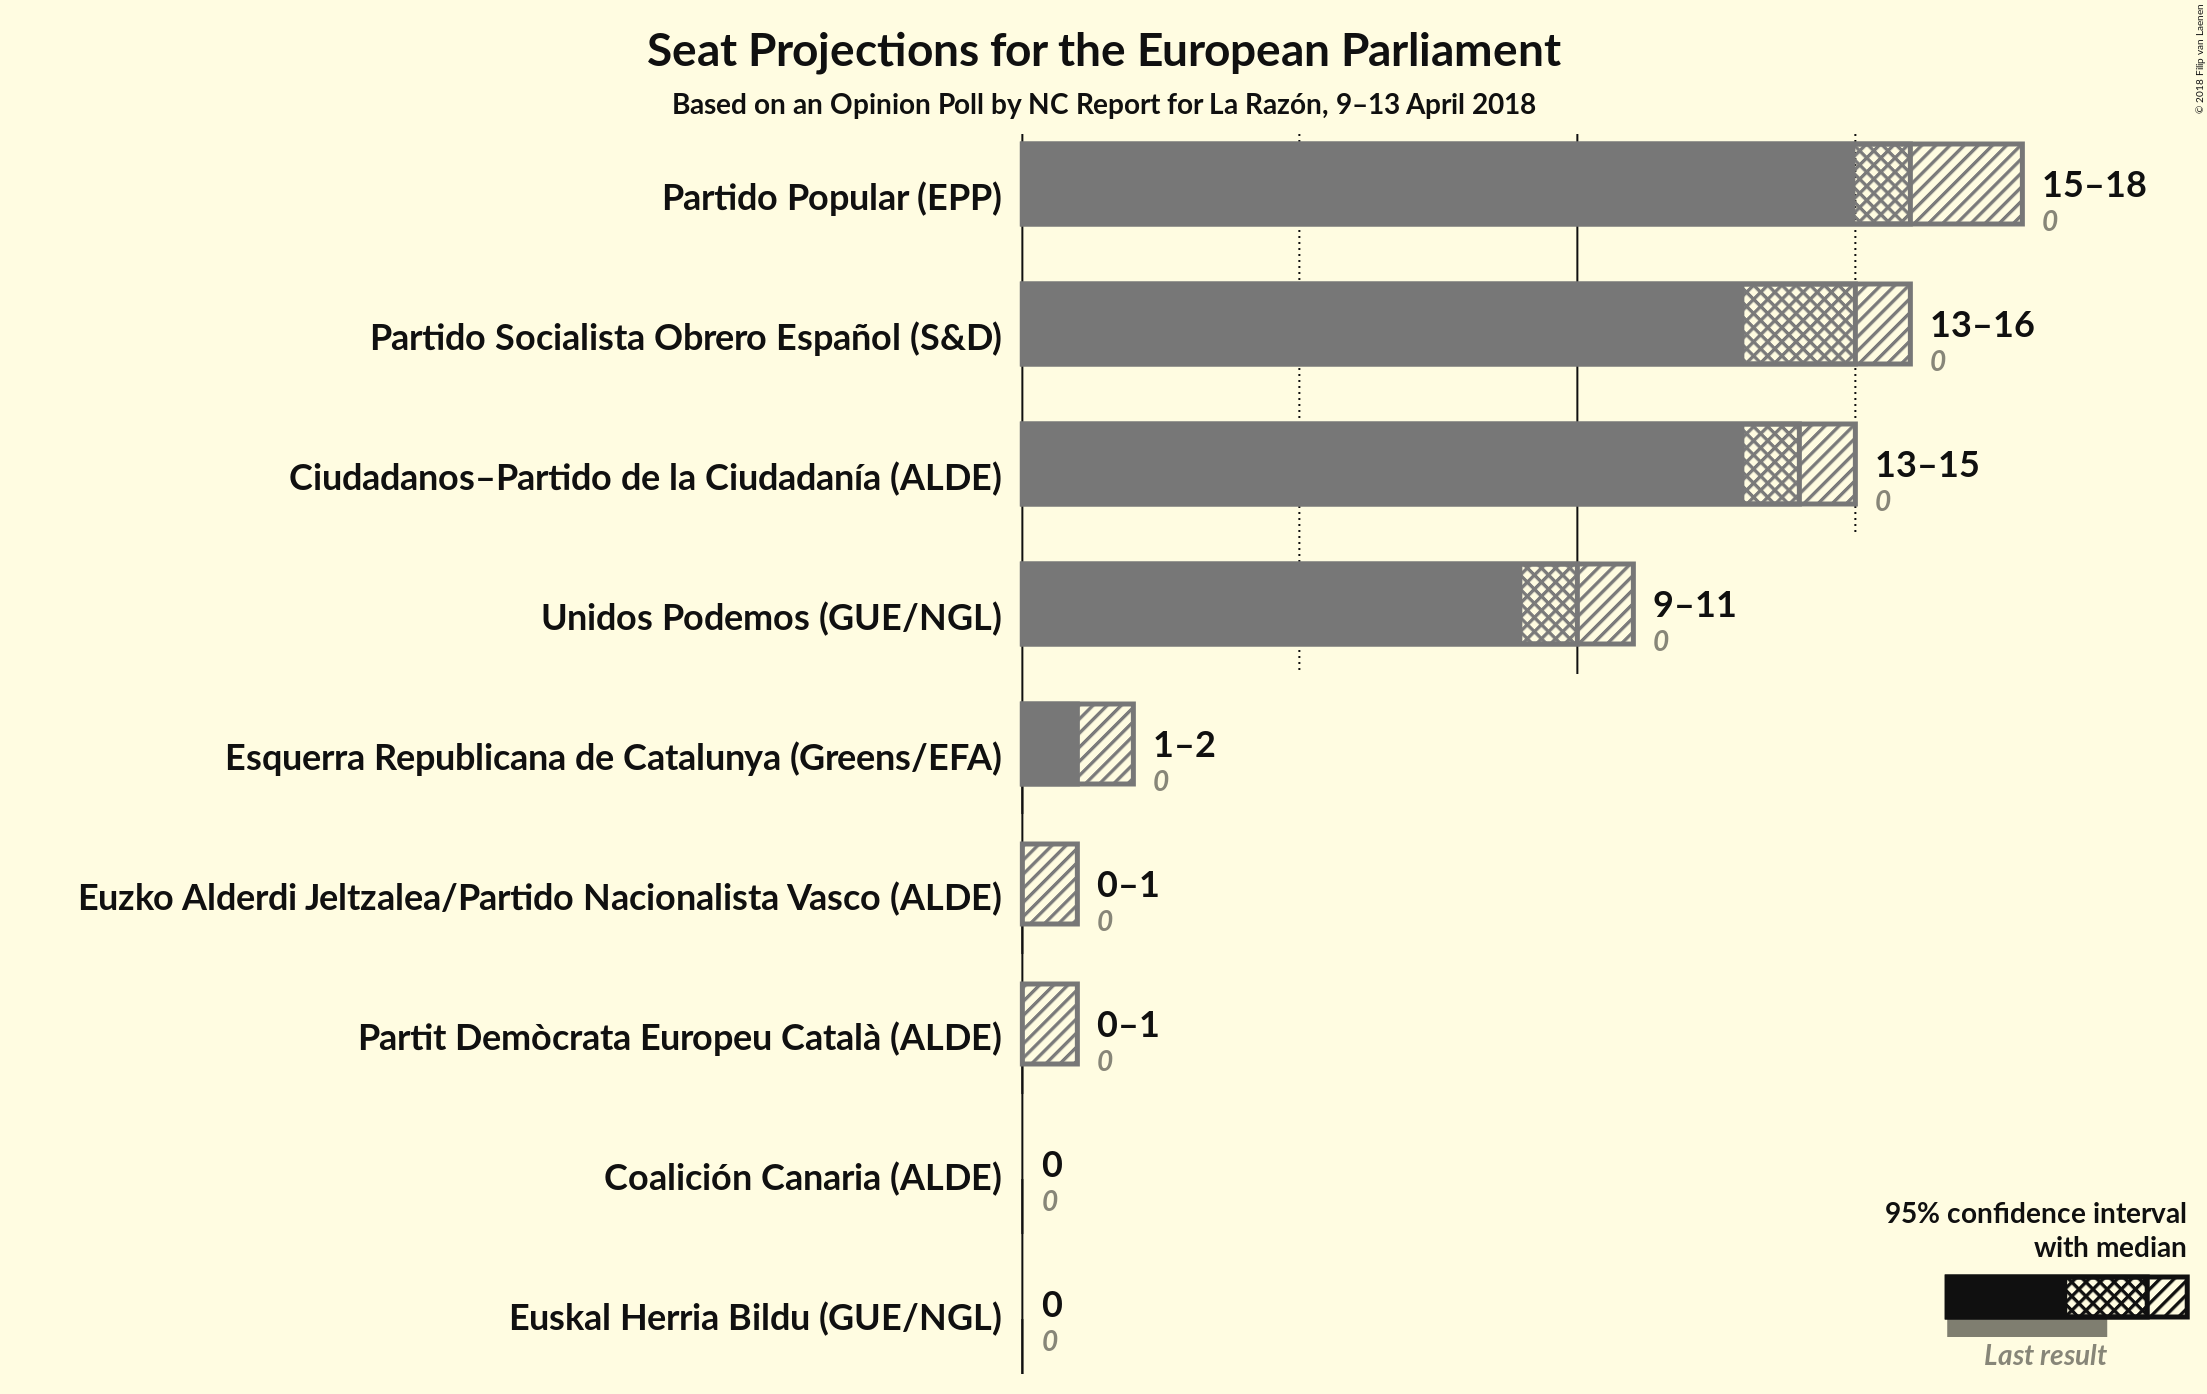 Seat Projections for the European Parliament
Based on an Opinion Poll by NC Report for La Razón, 9–13 April 2018
© 2018 Filip van Laenen
Partido Popular (EPP)
15–18
0
Partido Socialista Obrero Español (S&D)
13–16
0
Ciudadanos–Partido de la Ciudadanía (ALDE)
13–15
0
Unidos Podemos (GUE/NGL)
9–11
0
Esquerra Republicana de Catalunya (Greens/EFA)
1–2
0
Euzko Alderdi Jeltzalea/Partido Nacionalista Vasco (ALDE)
0–1
0
Partit Demòcrata Europeu Català (ALDE)
0–1
0
Coalición Canaria (ALDE)
0
0
Euskal Herria Bildu (GUE/NGL)
0
0
95% confidence interval
with median
Last result